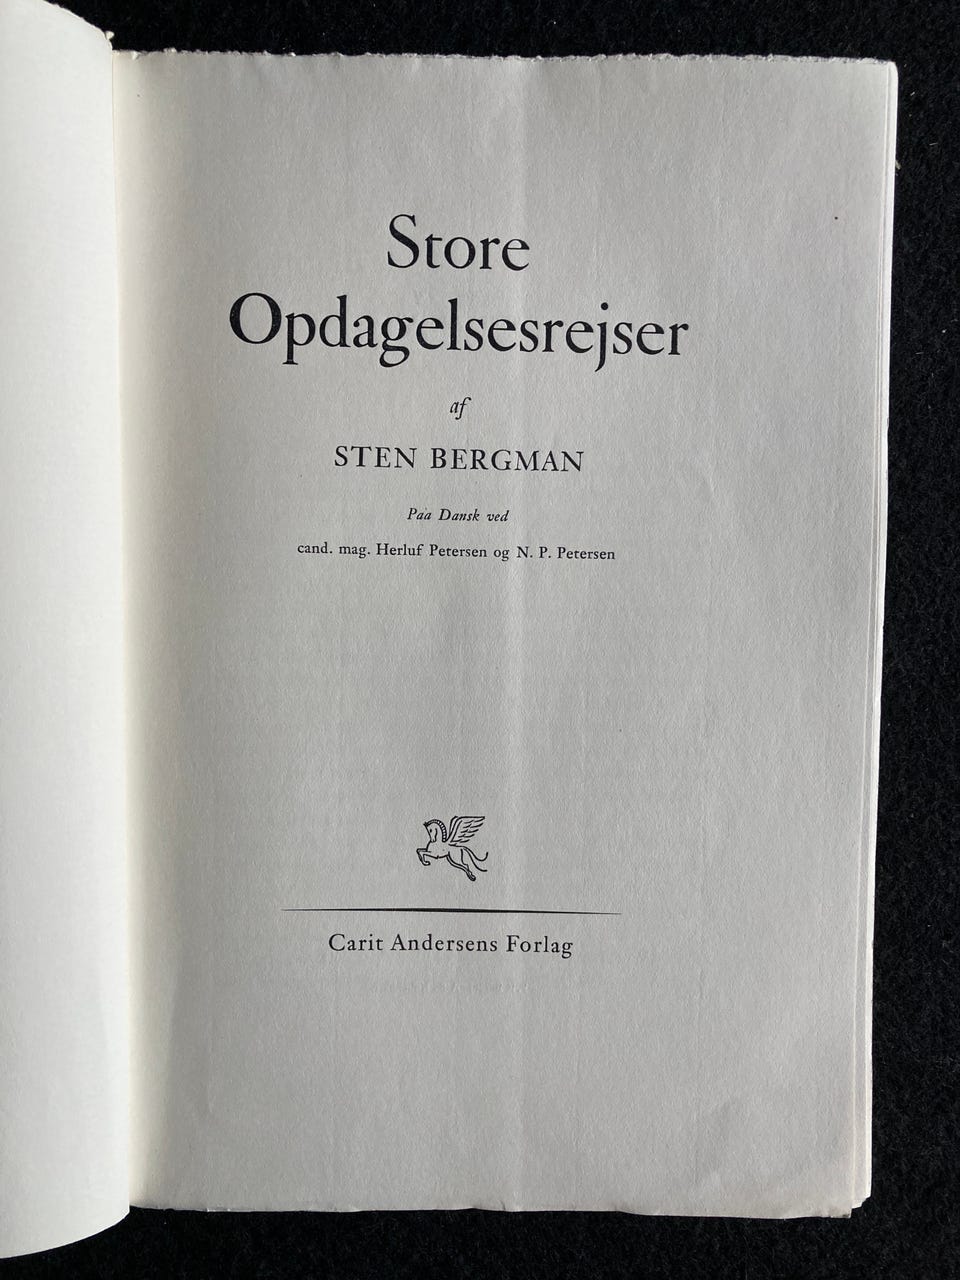 Store
Opdagelsesrejser
af
STEN BERGMAN
Paa Dansk ved
cand. mag. Herluf Petersen og N. P. Petersen
Carit Andersens Forlag